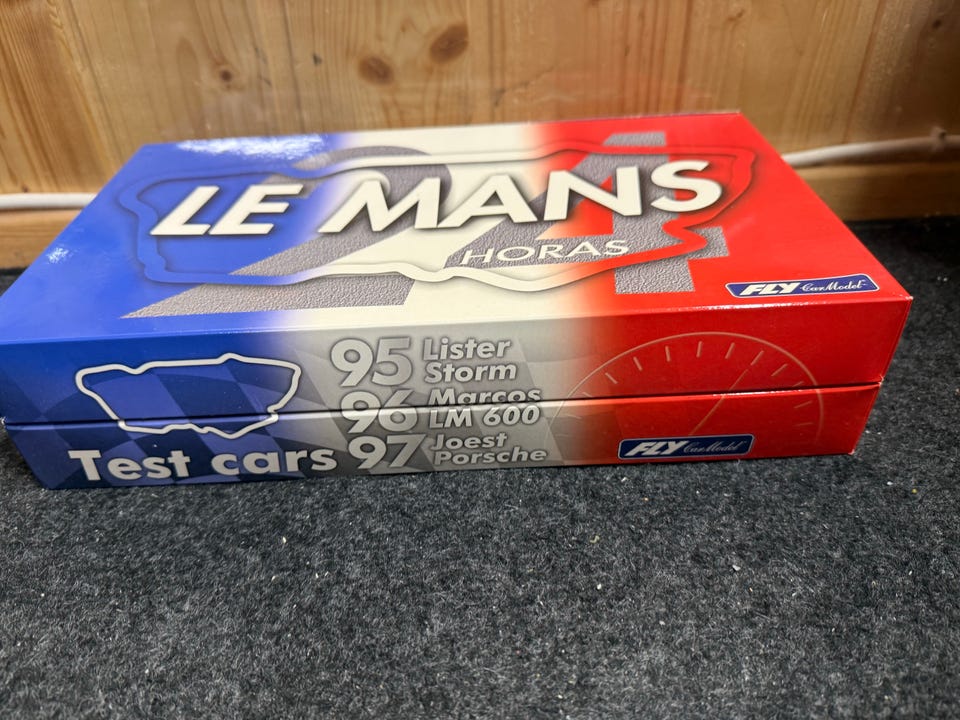 24
LE MANS
HORAS
FLY Car Model
95 Lister
Storm
96 Marcos
LM 600
97 Joest
Porsche
Test cars
FLY Car Model